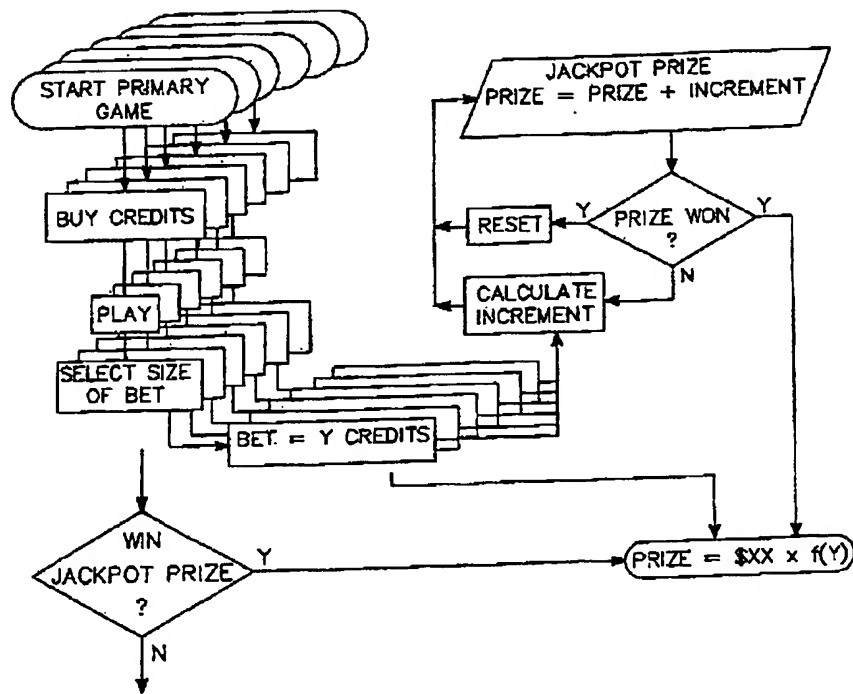 START PRIMARY
GAME
BUY CREDITS
PLAY
SELECT SIZE
OF BET
BET. = Y CREDITS
WIN
JACKPOT PRIZE
?
Y
N
JACKPOT PRIZE
PRIZE = PRIZE + INCREMENT
Y
PRIZE WON
?
Y
RESET
N
CALCULATE
INCREMENT
PRIZE = $XX x f(Y)